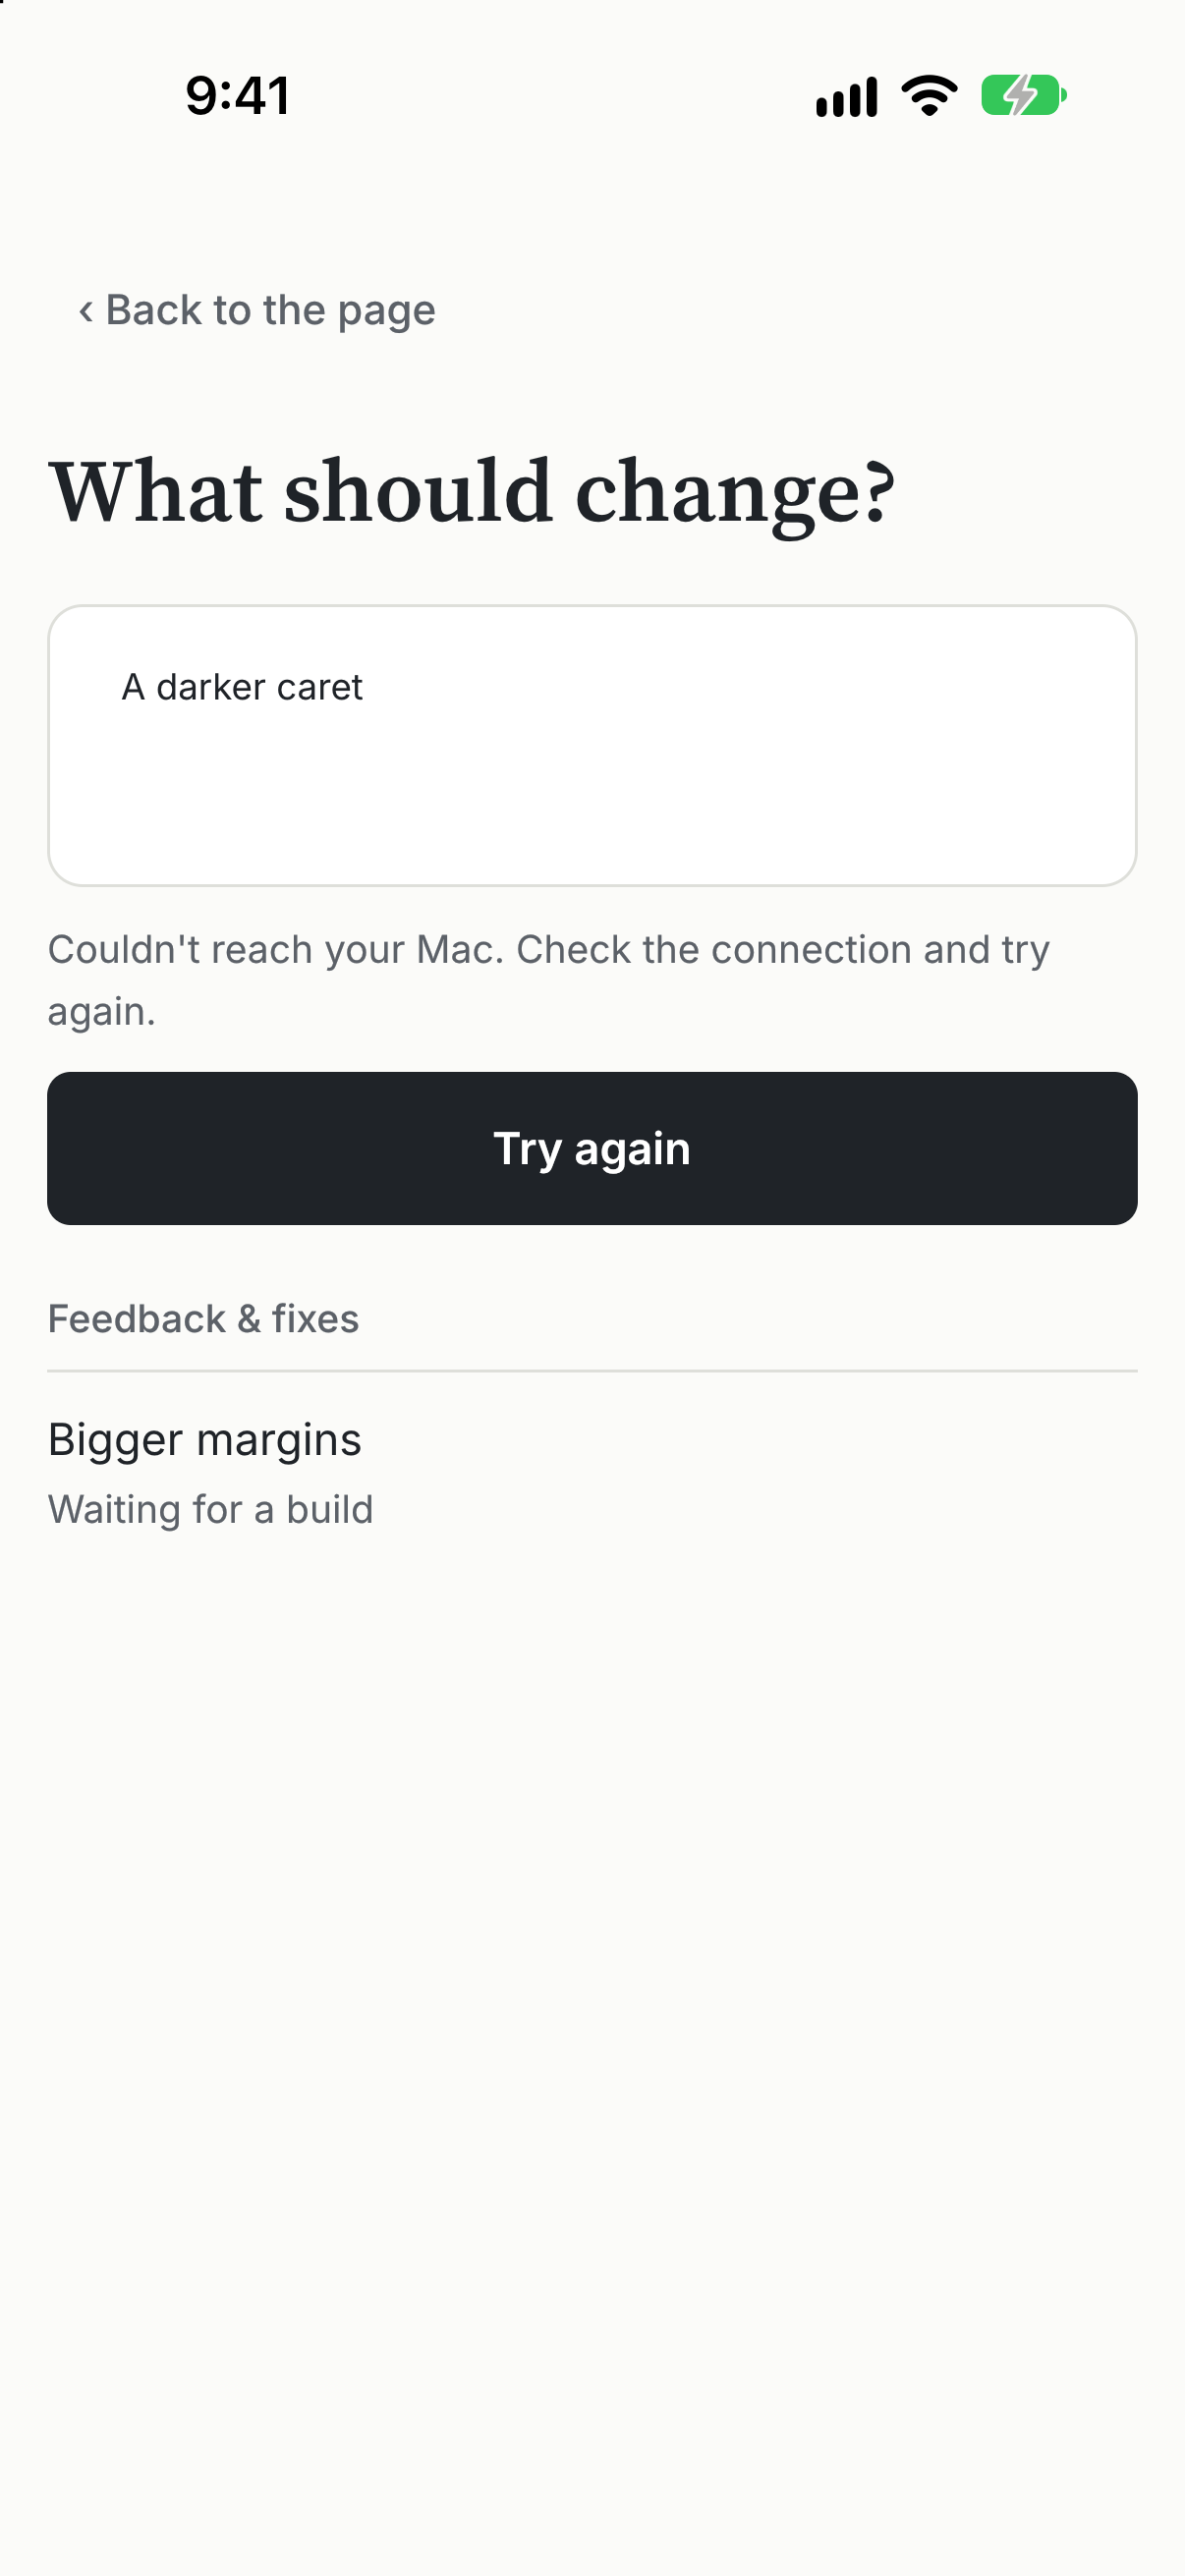 9:41
‹ Back to the page
What should change?
A darker caret
Couldn't reach your Mac. Check the connection and try
again.
Try again
Feedback & fixes
Bigger margins
Waiting for a build